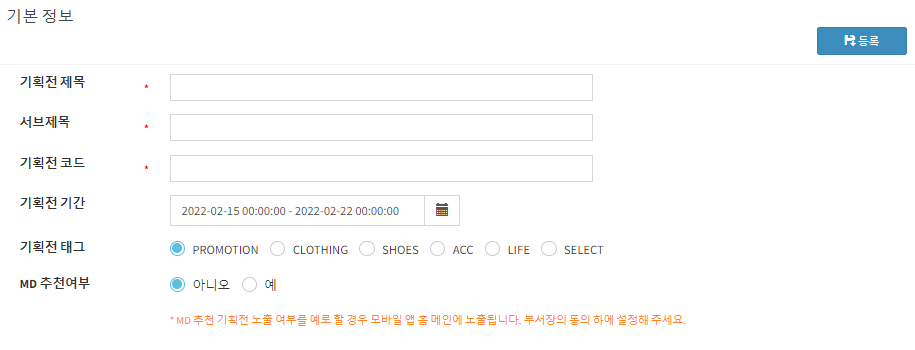 기본 정보
등록
기획전 제목 *
서브제목 *
기획전 코드 *
기획전 기간 2022-02-15 00:00:00 - 2022-02-22 00:00:00
기획전 태그 PROMOTION CLOTHING SHOES ACC LIFE SELECT
MD 추천여부 아니오 예
* MD 추천 기획전 노출 여부를 예로 할 경우 모바일 앱 홈 메인에 노출됩니다. 부서장의 동의 하에 설정해 주세요.